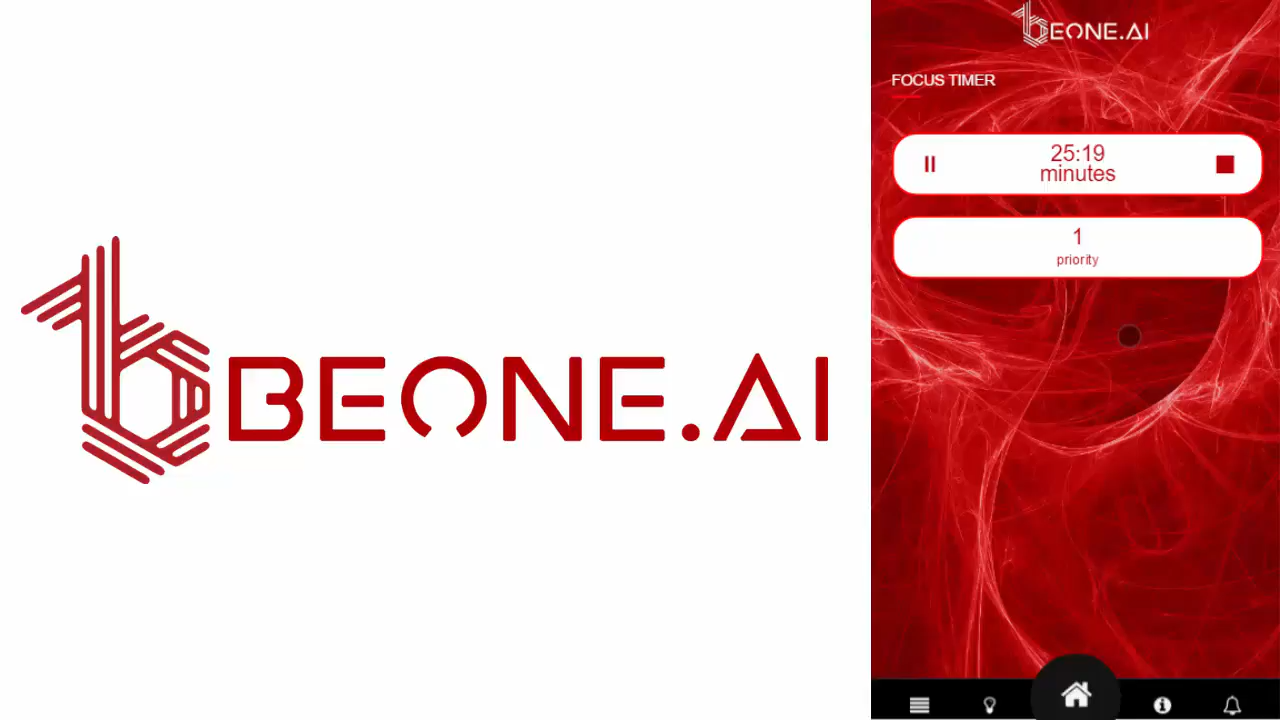 BEONE.AI
BEONE.AI
FOCUS TIMER
25:19
minutes
1
priority